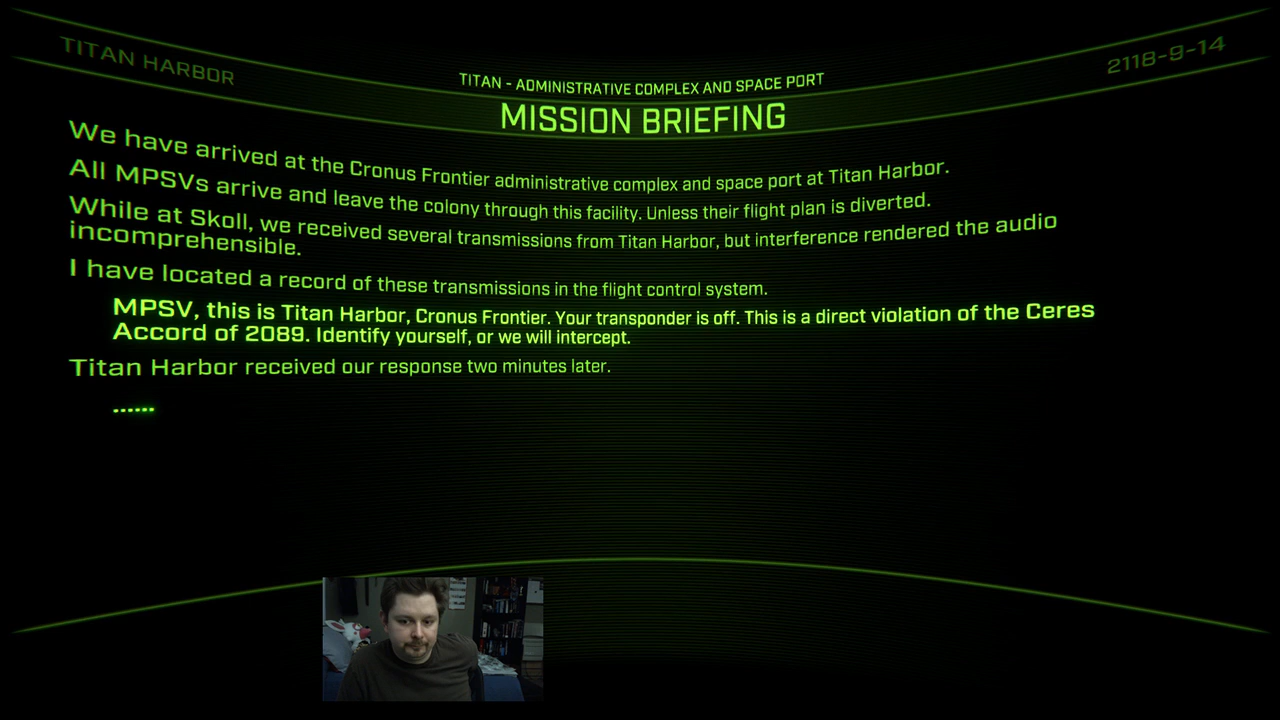 TITAN HARBOR
2118-9-14
TITAN - ADMINISTRATIVE COMPLEX AND SPACE PORT
MISSION BRIEFING
We have arrived at the Cronus Frontier administrative complex and space port at Titan Harbor.
All MPSVs arrive and leave the colony through this facility. Unless their flight plan is diverted.
While at Skoll, we received several transmissions from Titan Harbor, but interference rendered the audio
incomprehensible.
I have located a record of these transmissions in the flight control system.
MPSV, this is Titan Harbor, Cronus Frontier. Your transponder is off. This is a direct violation of the Ceres
Accord of 2089. Identify yourself, or we will intercept.
Titan Harbor received our response two minutes later.
......